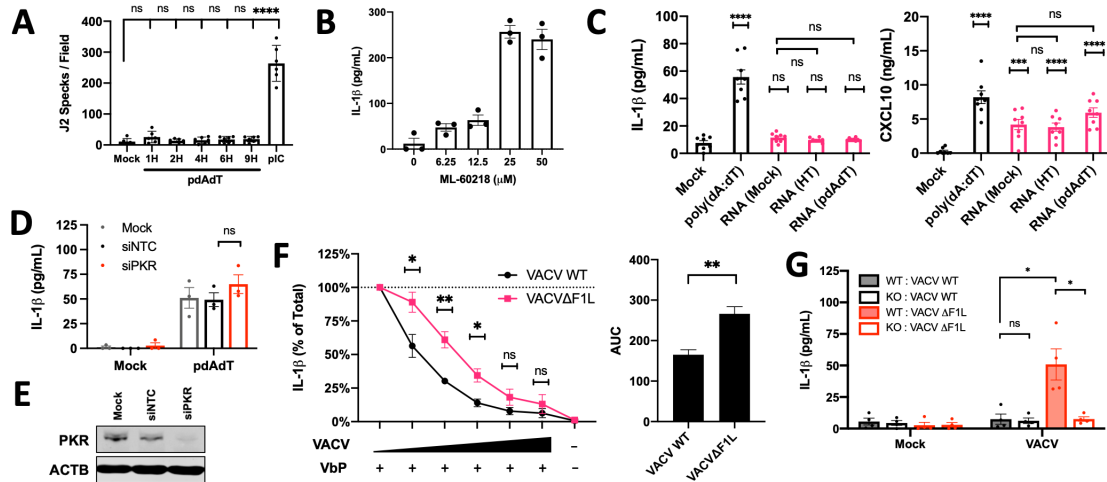 A
ns
ns
ns
ns
ns
****
J2 Specks / Field
400
300
200
100
0
Mock
1H
2H
4H
6H
9H
pIC
pdAdT
B
IL-1β (pg/mL)
300
200
100
0
0
6.25
12.5
25
50
ML-60218 (μM)
C
IL-1β (pg/mL)
100
80
60
40
20
0
****
ns
ns
ns
ns
ns
Mock
poly(dA:dT)
RNA (Mock)
RNA (HT)
RNA (pdAdT)
CXCL10 (ng/mL)
20
15
10
5
0
****
ns
ns
***
****
****
Mock
poly(dA:dT)
RNA (Mock)
RNA (HT)
RNA (pdAdT)
D
Mock
siNTC
siPKR
ns
IL-1β (pg/mL)
125
100
75
50
25
0
Mock
pdAdT
E
Mock
siNTC
siPKR
PKR
ACTB
F
IL-1β (% of Total)
125%
100%
75%
50%
25%
0%
*
**
*
ns
ns
VACV WT
VACVΔF1L
VACV
–
VbP
+
+
+
+
+
+
–
AUC
400
300
200
100
0
**
VACV WT
VACVΔF1L
G
WT : VACV WT
KO : VACV WT
WT : VACV ΔF1L
KO : VACV ΔF1L
*
*
ns
IL-1β (pg/mL)
125
100
75
50
25
0
Mock
VACV